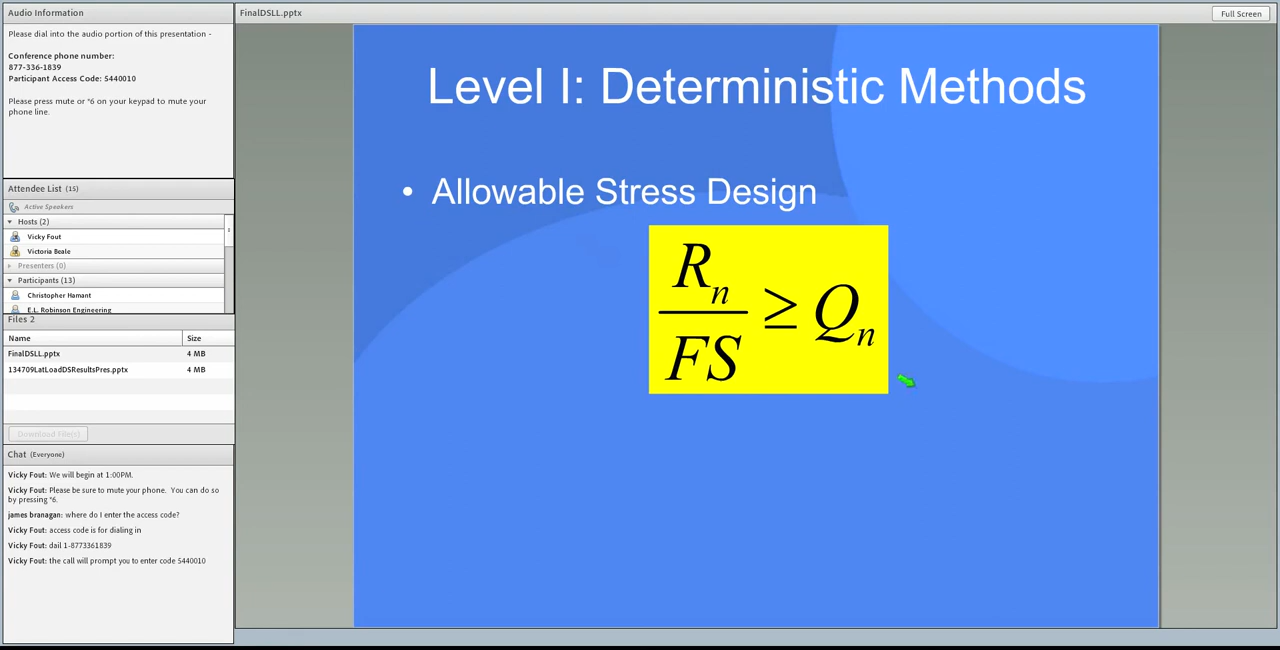 Audio Information
Please dial into the audio portion of this presentation -
Conference phone number:
877-336-1839
Participant Access Code: 5440010
Please press mute or *6 on your keypad to mute your
phone line.
Attendee List (15)
Active Speakers
Hosts (2)
Vicky Fout
Victoria Beale
Presenters (0)
Participants (13)
Christopher Hamant
E.L. Robinson Engineering
Files 2
Name Size
FinalDSLL.pptx 4 MB
134709LatLoadDSResultsPres.pptx 4 MB
Download File(s)
Chat (Everyone)
Vicky Fout: We will begin at 1:00PM.
Vicky Fout: Please be sure to mute your phone. You can do so
by pressing *6.
james branagan: where do I enter the access code?
Vicky Fout: access code is for dialing in
Vicky Fout: dail 1-8773361839
Vicky Fout: the call will prompt you to enter code 5440010
FinalDSLL.pptx
Full Screen
Level I: Deterministic Methods
• Allowable Stress Design
Rn
≥ Qn
FS